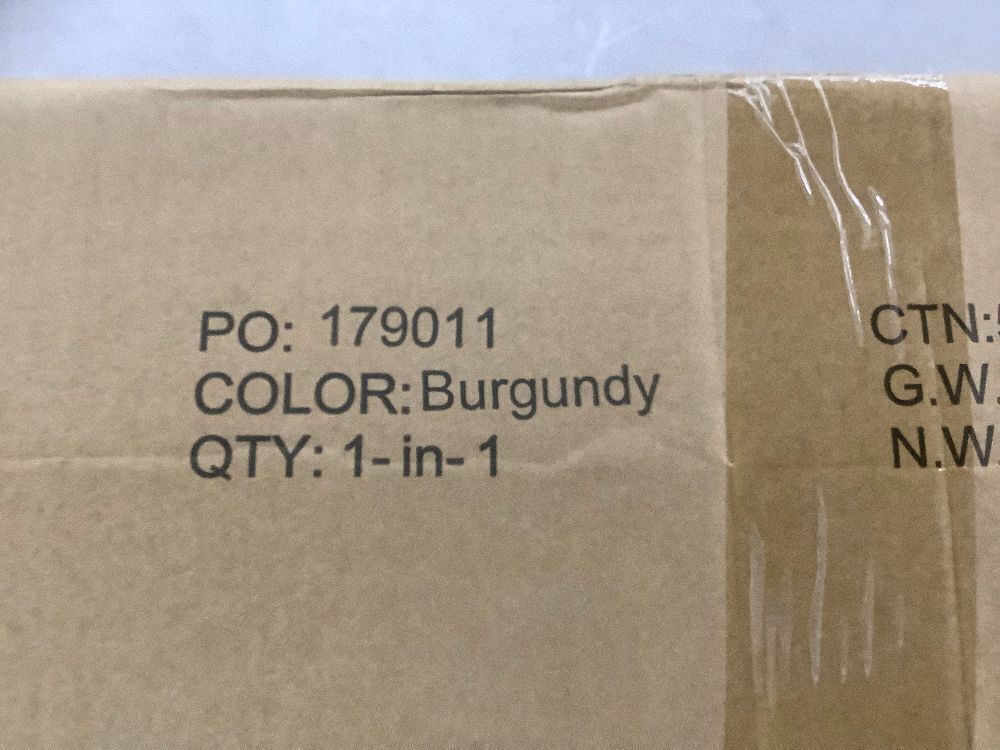 PO: 179011
COLOR: Burgundy
QTY: 1-in-1
CTN:
G.W.
N.W.